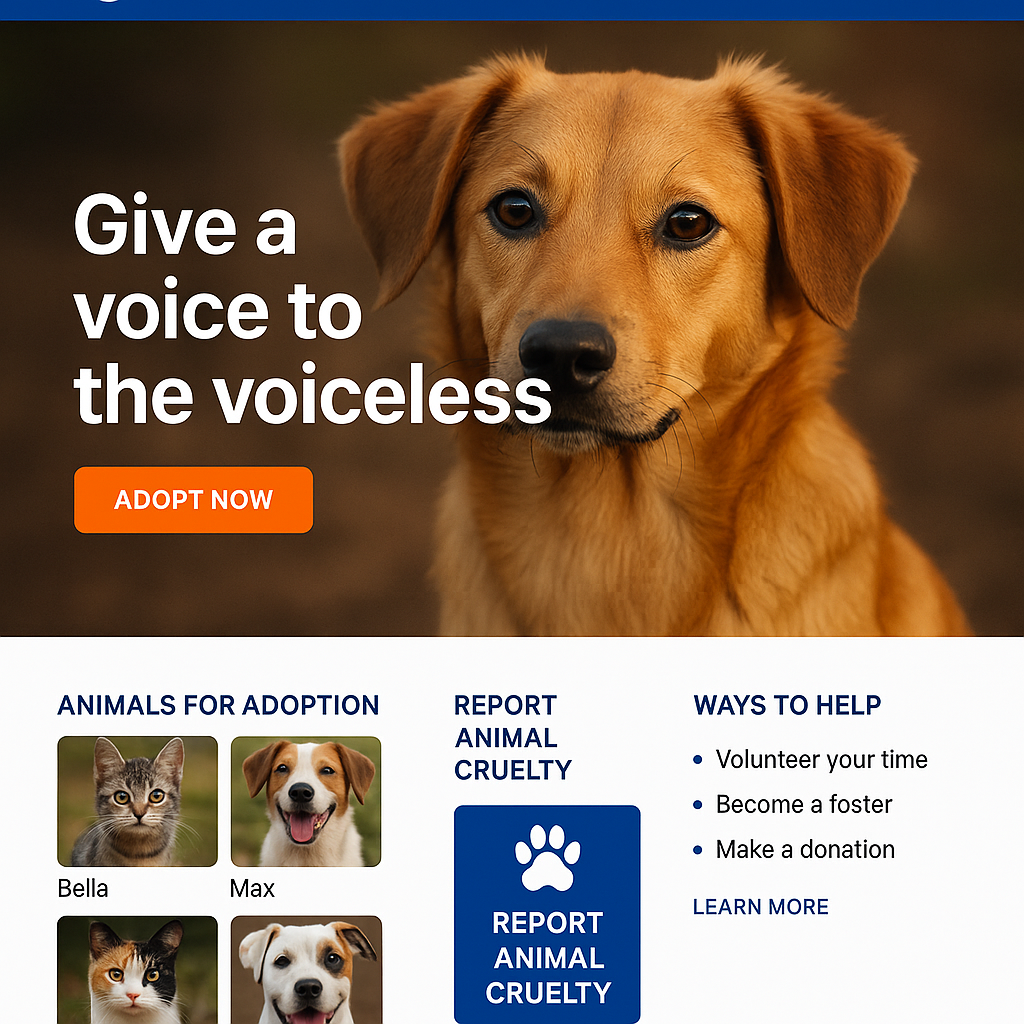 Give a
voice to
the voiceless
ADOPT NOW
ANIMALS FOR ADOPTION
Bella
Max
REPORT
ANIMAL
CRUELTY
REPORT
ANIMAL
CRUELTY
WAYS TO HELP
• Volunteer your time
• Become a foster
• Make a donation
LEARN MORE